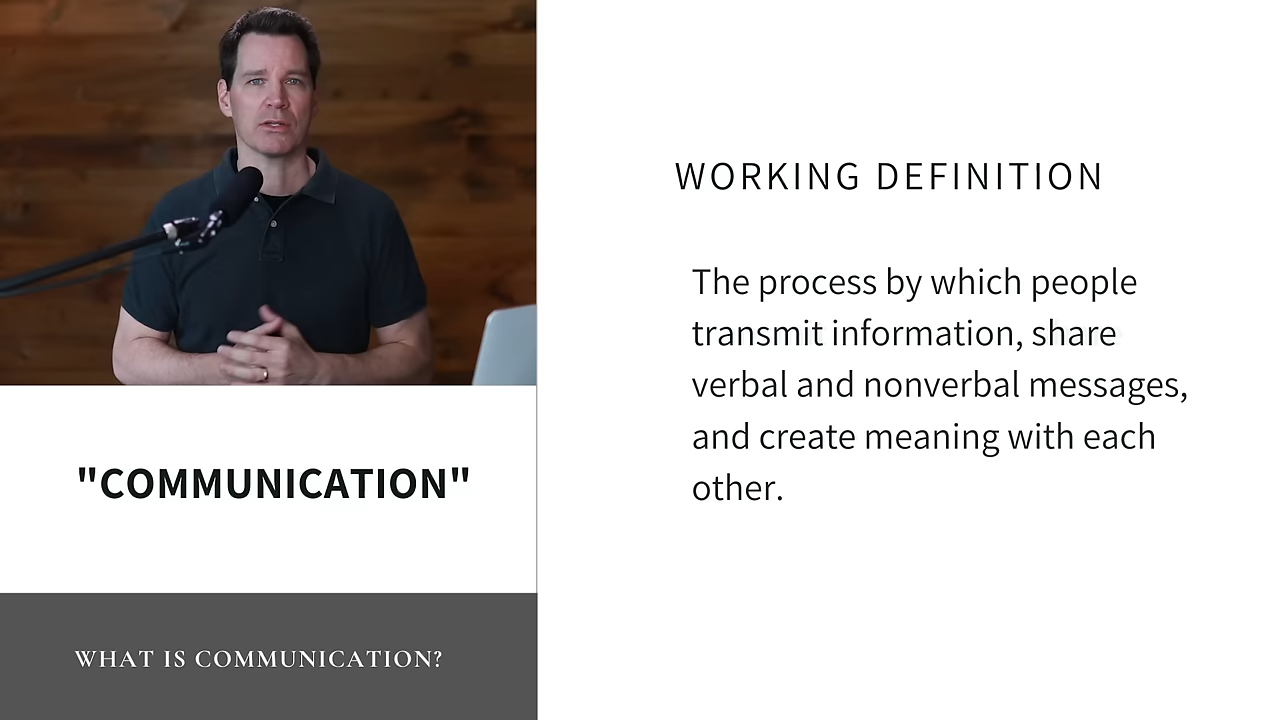 "COMMUNICATION"
WHAT IS COMMUNICATION?
WORKING DEFINITION
The process by which people
transmit information, share
verbal and nonverbal messages,
and create meaning with each
other.